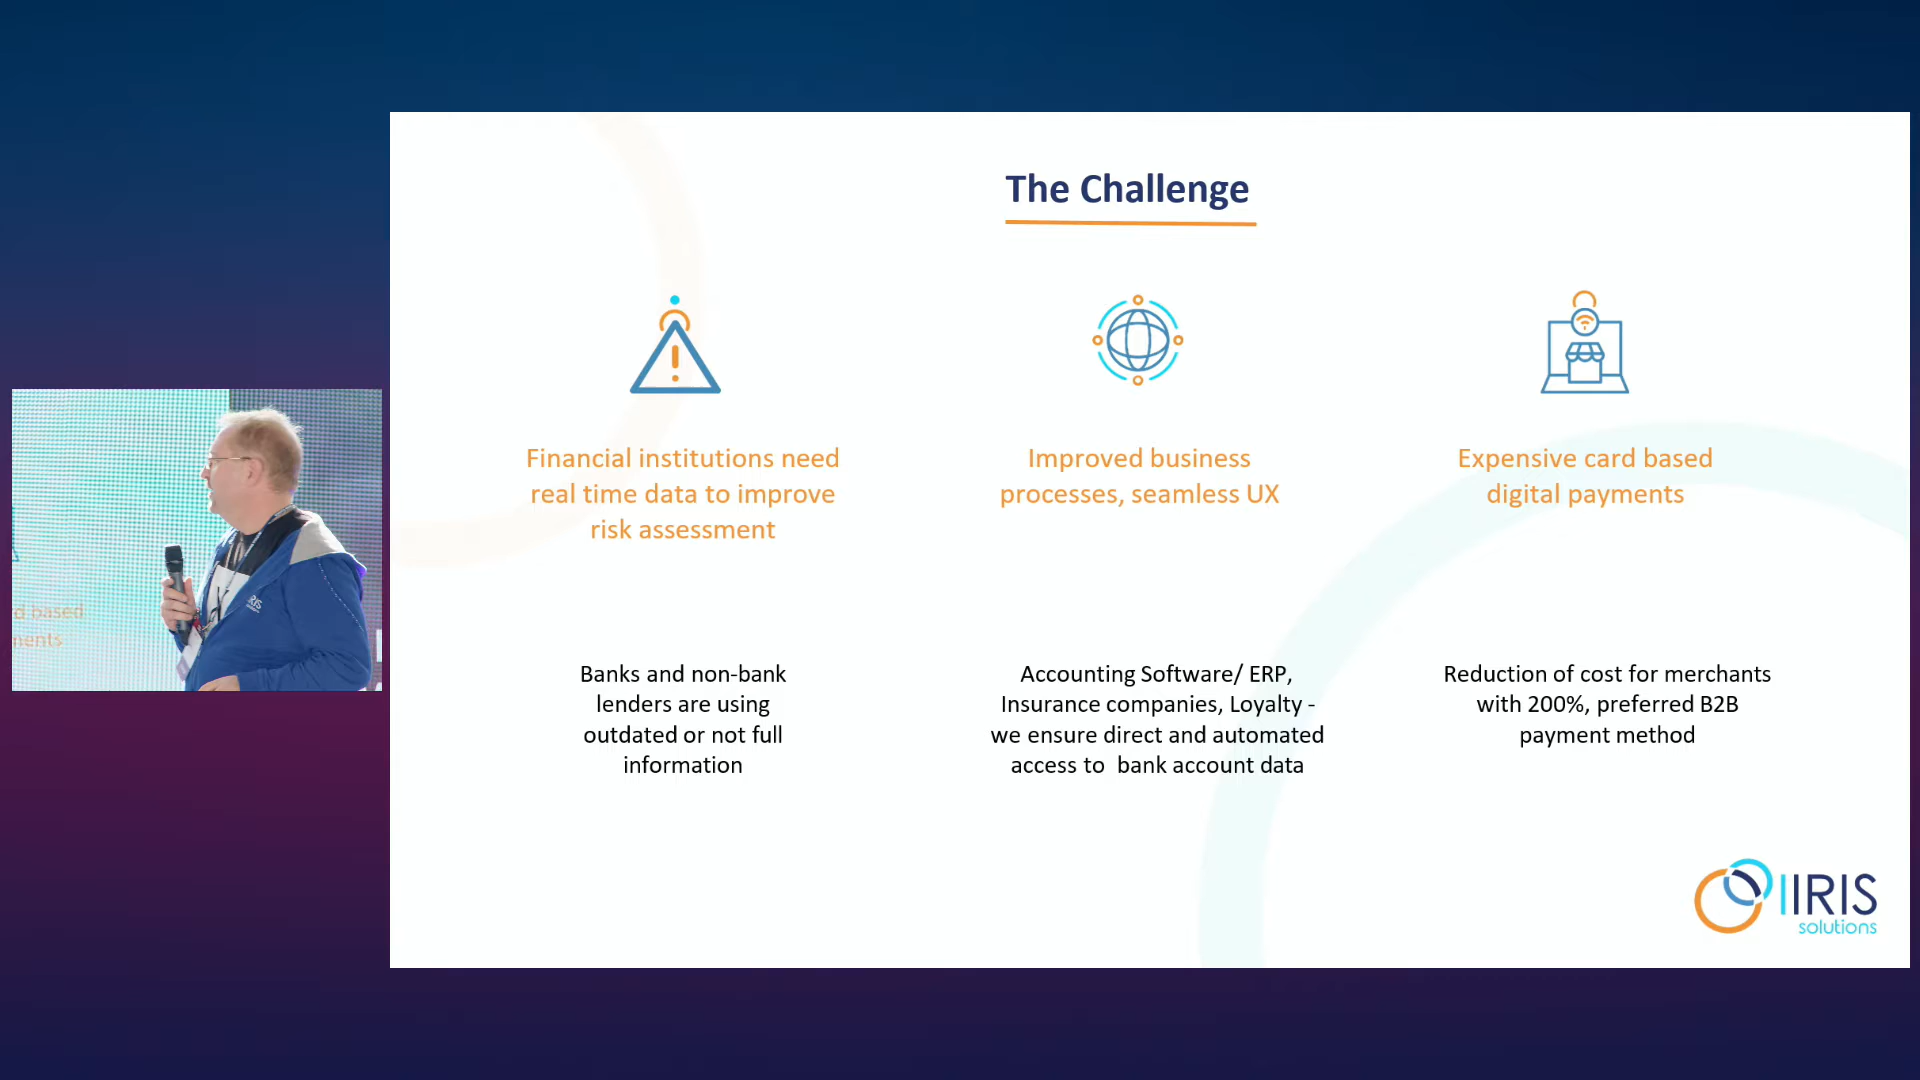 The Challenge
Financial institutions need
real time data to improve
risk assessment
Improved business
processes, seamless UX
Expensive card based
digital payments
Banks and non-bank
lenders are using
outdated or not full
information
Accounting Software/ ERP,
Insurance companies, Loyalty -
we ensure direct and automated
access to  bank account data
Reduction of cost for merchants
with 200%, preferred B2B
payment method
IRIS
solutions
d based
ments